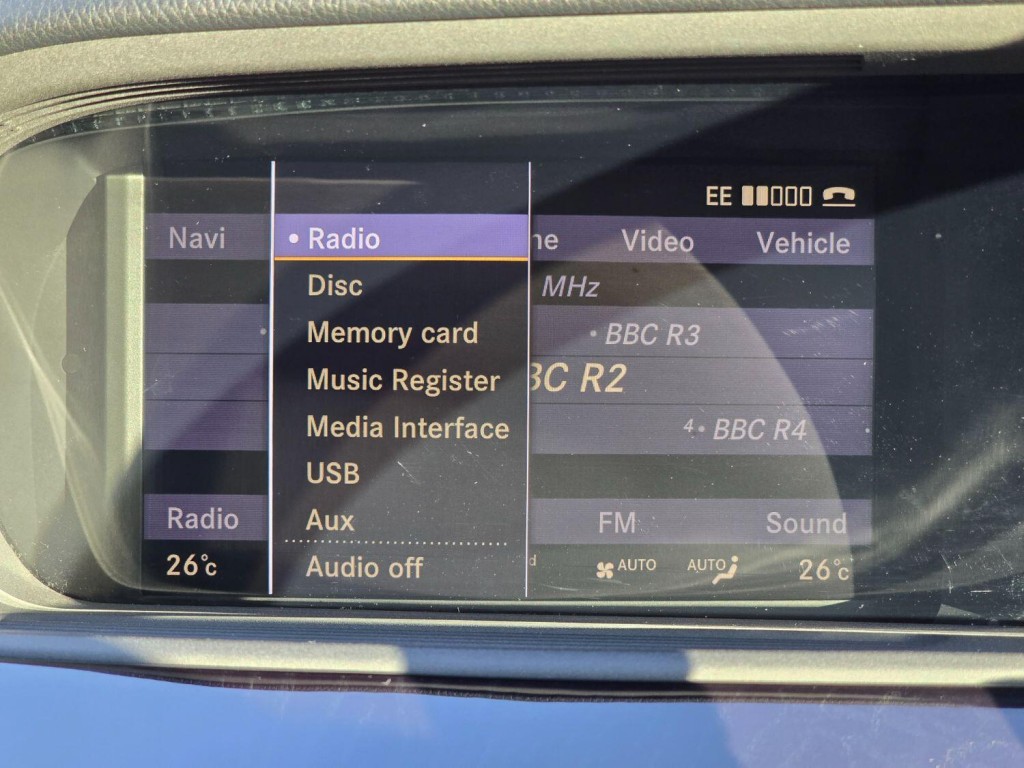 EE
Navi • Radio ne Video Vehicle
Disc MHz
Memory card • BBC R3
Music Register BC R2
Media Interface 4• BBC R4
USB
Radio Aux FM Sound
26°C Audio off d AUTO AUTO 26°C